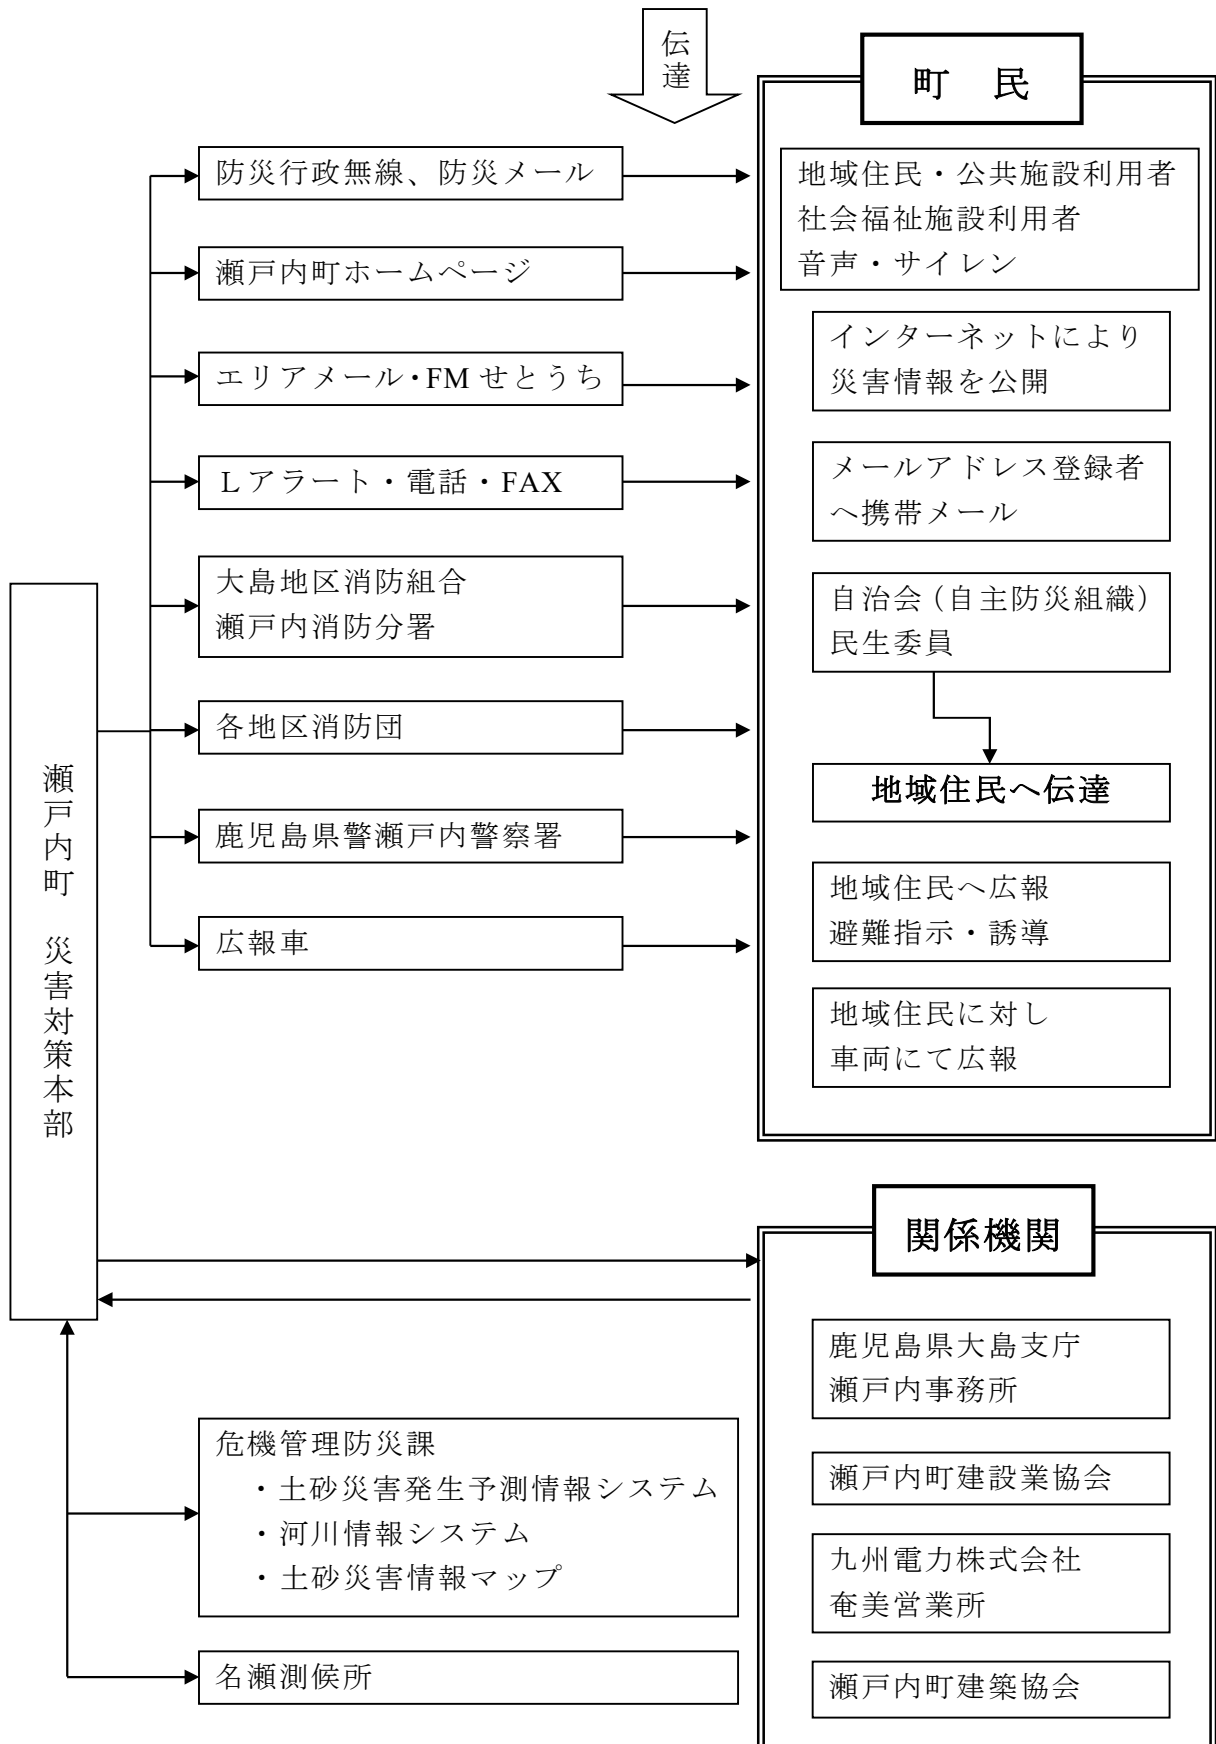 伝達
町　民
防災行政無線、防災メール
瀬戸内町ホームページ
エリアメール・FMせとうち
Ｌアラート・電話・FAX
大島地区消防組合
瀬戸内消防分署
各地区消防団
鹿児島県警瀬戸内警察署
広報車
地域住民・公共施設利用者
社会福祉施設利用者
音声・サイレン
インターネットにより
災害情報を公開
メールアドレス登録者
へ携帯メール
自治会（自主防災組織）
民生委員
地域住民へ伝達
地域住民へ広報
避難指示・誘導
地域住民に対し
車両にて広報
瀬戸内町　災害対策本部
関係機関
鹿児島県大島支庁
瀬戸内事務所
瀬戸内町建設業協会
九州電力株式会社
奄美営業所
瀬戸内町建築協会
危機管理防災課
・土砂災害発生予測情報システム
・河川情報システム
・土砂災害情報マップ
名瀬測候所